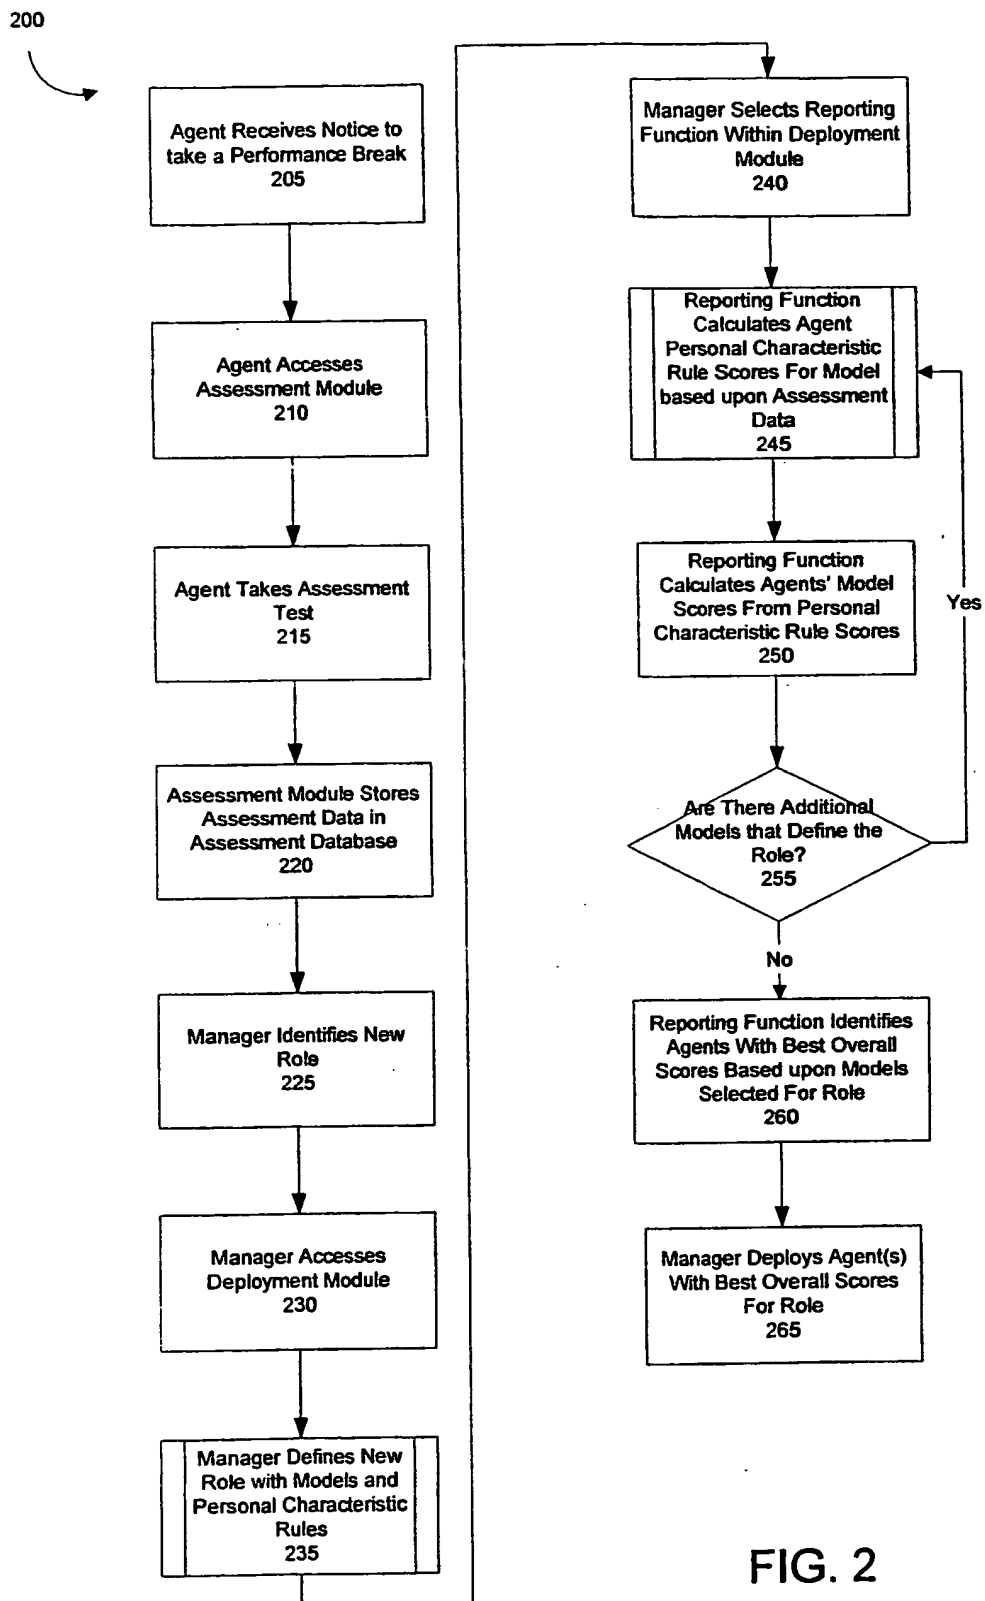 200
Agent Receives Notice to
take a Performance Break
205
Agent Accesses
Assessment Module
210
Agent Takes Assessment
Test
215
Assessment Module Stores
Assessment Data in
Assessment Database
220
Manager Identifies New
Role
225
Manager Accesses
Deployment Module
230
Manager Defines New
Role with Models and
Personal Characteristic
Rules
235
Manager Selects Reporting
Function Within Deployment
Module
240
Reporting Function
Calculates Agent
Personal Characteristic
Rule Scores For Model
based upon Assessment
Data
245
Reporting Function
Calculates Agents' Model
Scores From Personal
Characteristic Rule Scores
250
Yes
Are There Additional
Models that Define the
Role?
255
No
Reporting Function Identifies
Agents With Best Overall
Scores Based upon Models
Selected For Role
260
Manager Deploys Agent(s)
With Best Overall Scores
For Role
265
FIG. 2